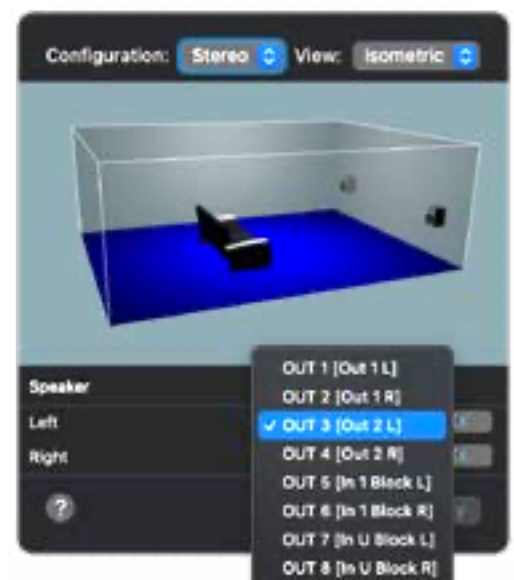 Configuration: Stereo View: Isometric
OUT 1 [Out 1 L]
Speaker
OUT 2 [Out 1 R]
Left
✓ OUT 3 [Out 2 L]
Right
OUT 4 [Out 2 R]
OUT 5 [In 1 Block L]
?
OUT 6 [In 1 Block R]
OUT 7 [In U Block L]
OUT 8 [In U Block R]